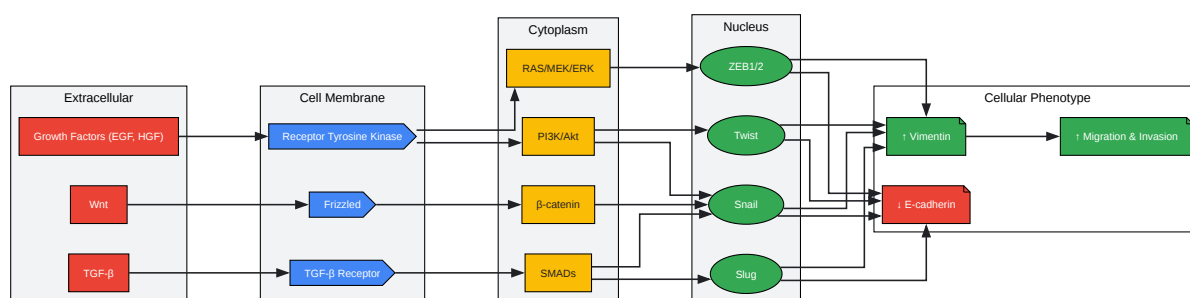 Extracellular
Growth Factors (EGF, HGF)
Wnt
TGF-β
Cell Membrane
Receptor Tyrosine Kinase
Frizzled
TGF-β Receptor
Cytoplasm
RAS/MEK/ERK
PI3K/Akt
β-catenin
SMADs
Nucleus
ZEB1/2
Twist
Snail
Slug
Cellular Phenotype
↑ Vimentin
↑ Migration & Invasion
↓ E-cadherin